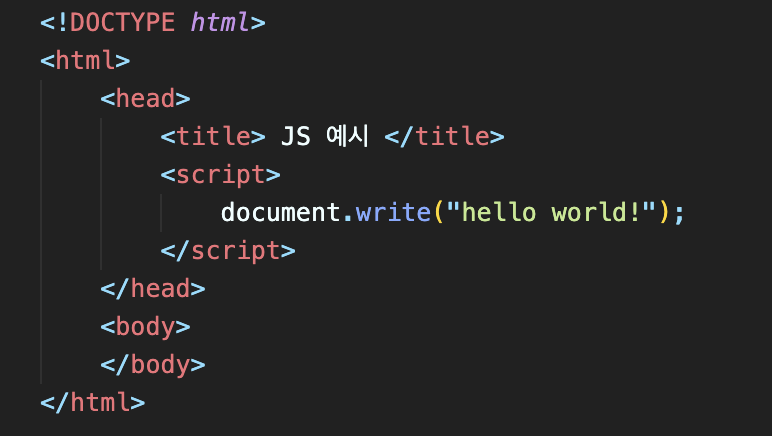 <!DOCTYPE html>
<html>
<head>
<title> JS 예시 </title>
<script>
document.write("hello world!");
</script>
</head>
<body>
</body>
</html>